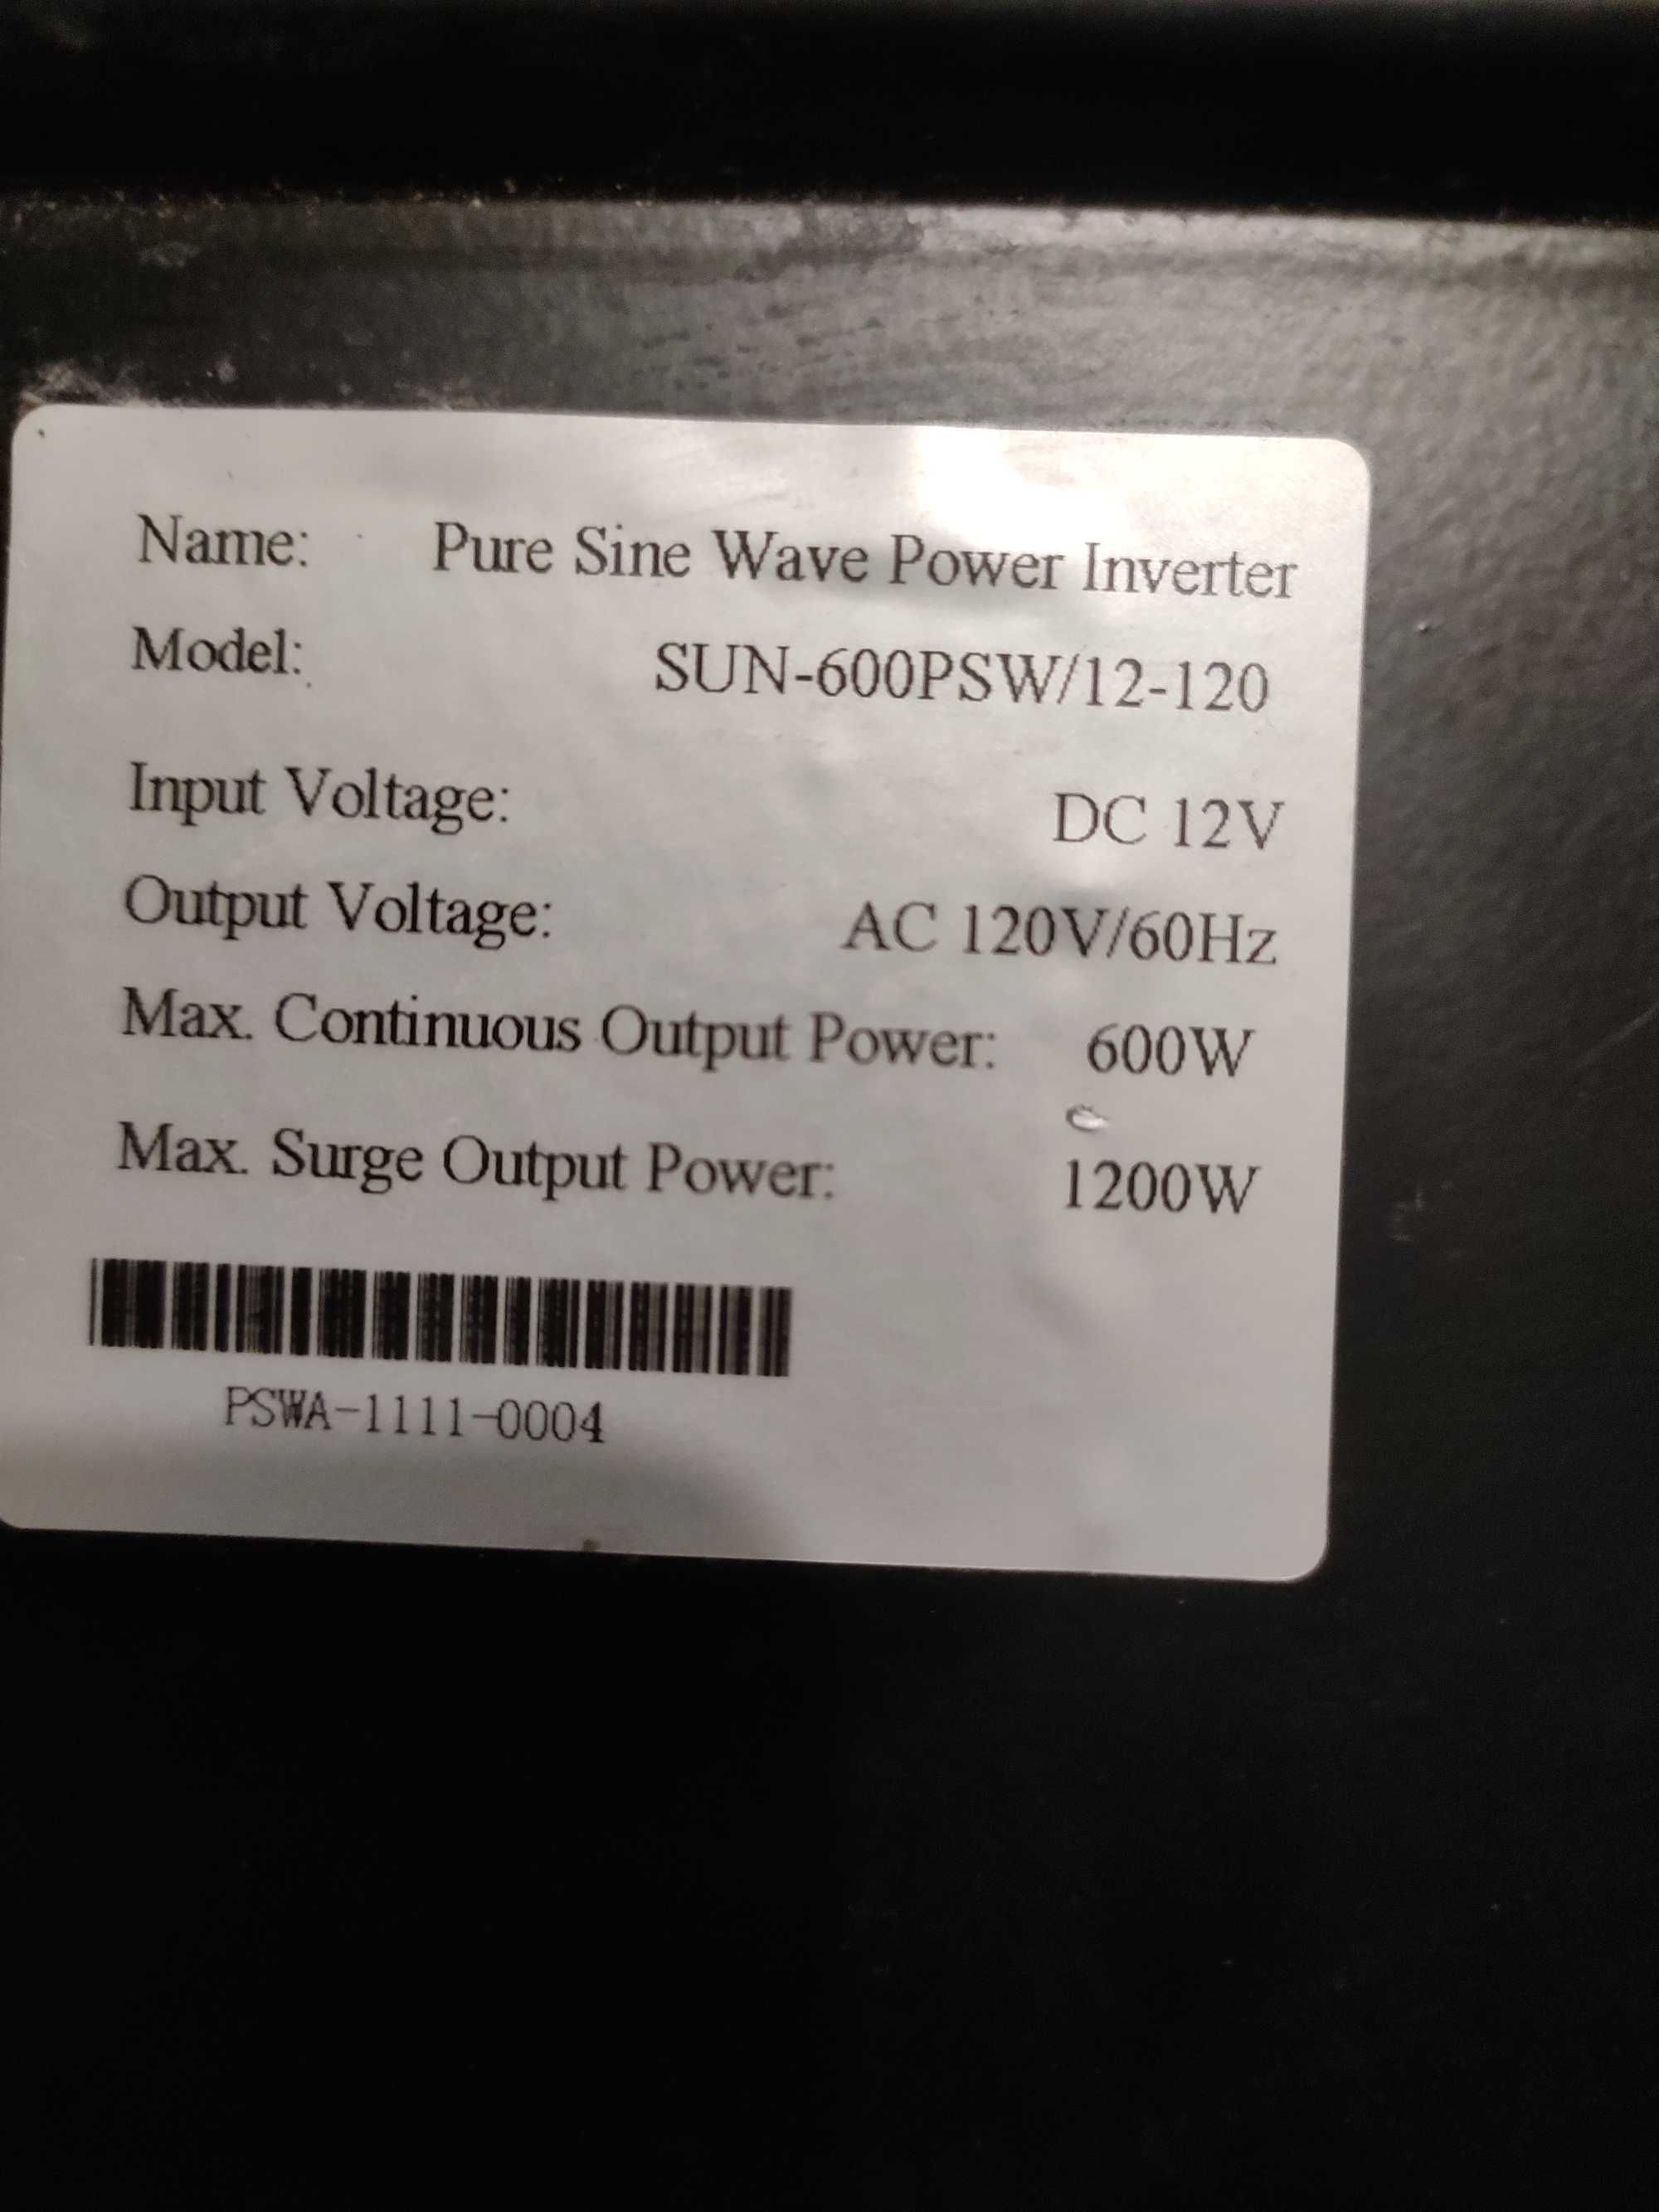 Name: Pure Sine Wave Power Inverter
Model: SUN-600PSW/12-120
Input Voltage: DC 12V
Output Voltage: AC 120V/60Hz
Max. Continuous Output Power: 600W
Max. Surge Output Power: 1200W
PSWA-1111-0004